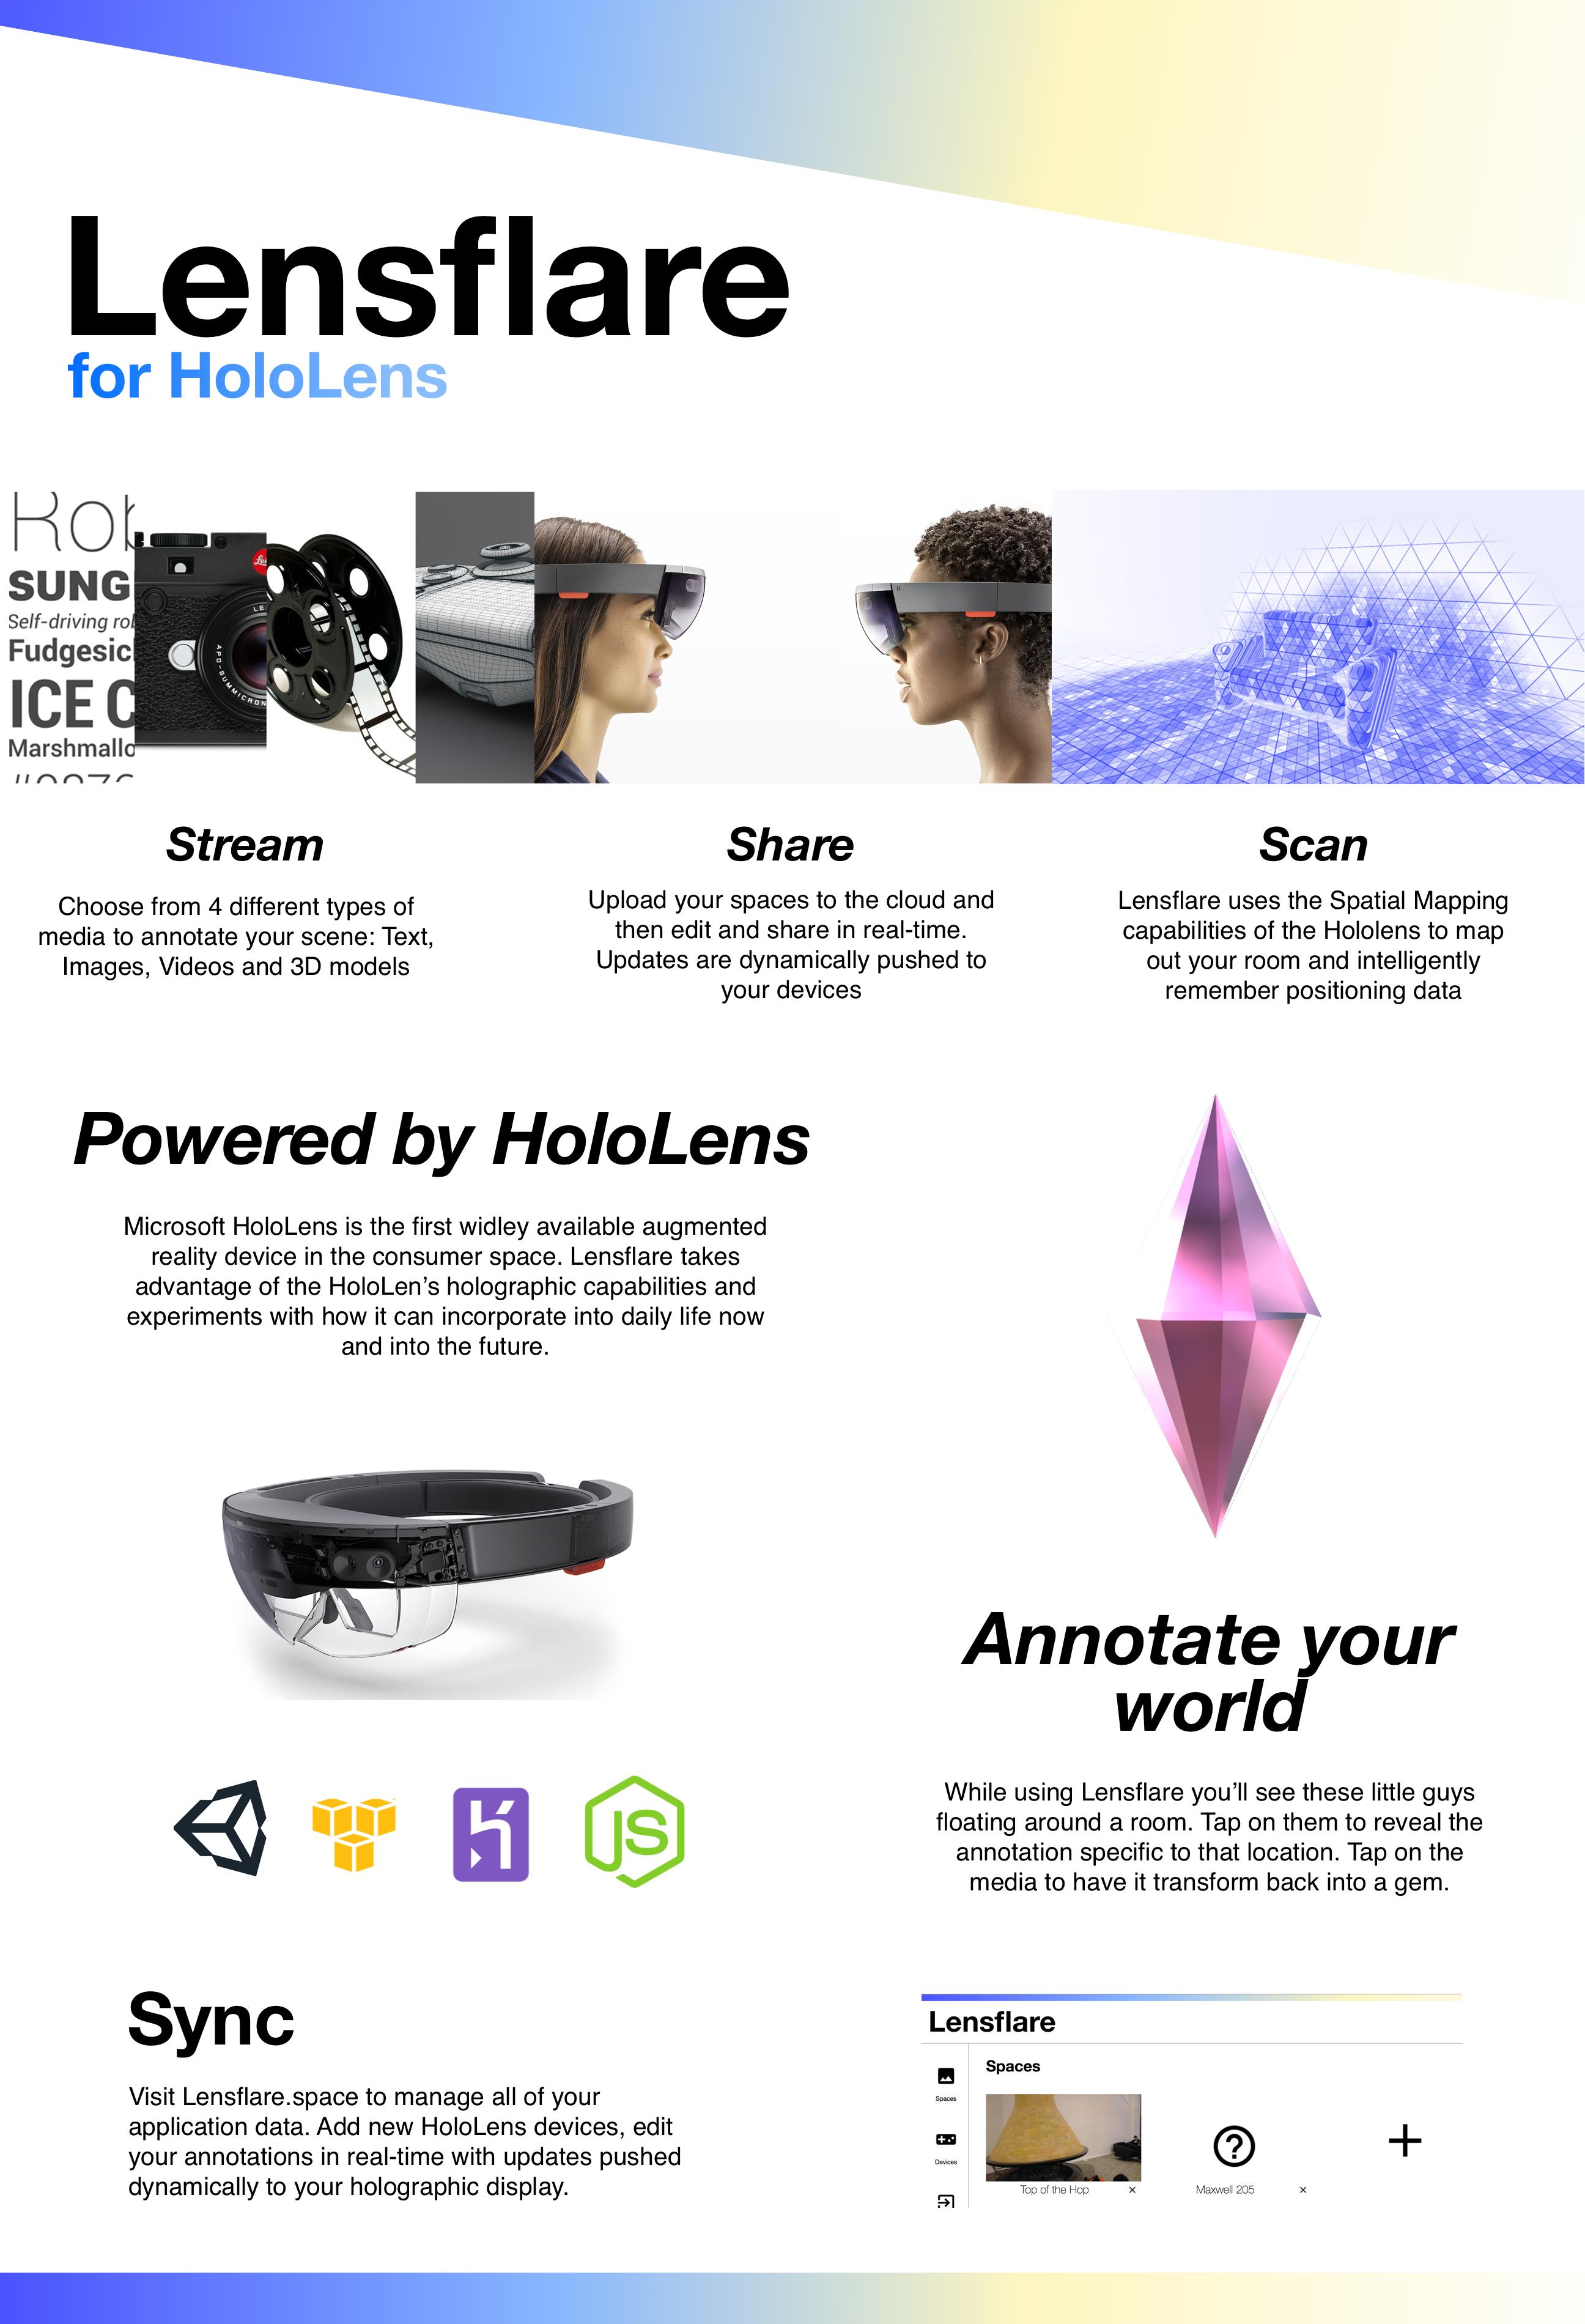 Lensflare
for HoloLens
SUNG
Self-driving
Fudgesic
ICE C
Marshmallo
LE
APO-SUMMICRON
Stream
Choose from 4 different types of
media to annotate your scene: Text,
Images, Videos and 3D models
Share
Upload your spaces to the cloud and
then edit and share in real-time.
Updates are dynamically pushed to
your devices
Scan
Lensflare uses the Spatial Mapping
capabilities of the Hololens to map
out your room and intelligently
remember positioning data
Powered by HoloLens
Microsoft HoloLens is the first widley available augmented
reality device in the consumer space. Lensflare takes
advantage of the HoloLen’s holographic capabilities and
experiments with how it can incorporate into daily life now
and into the future.
JS
Annotate your
world
While using Lensflare you’ll see these little guys
floating around a room. Tap on them to reveal the
annotation specific to that location. Tap on the
media to have it transform back into a gem.
Sync
Visit Lensflare.space to manage all of your
application data. Add new HoloLens devices, edit
your annotations in real-time with updates pushed
dynamically to your holographic display.
Lensflare
Spaces
Spaces
Devices
Top of the Hop ×
Maxwell 205 ×